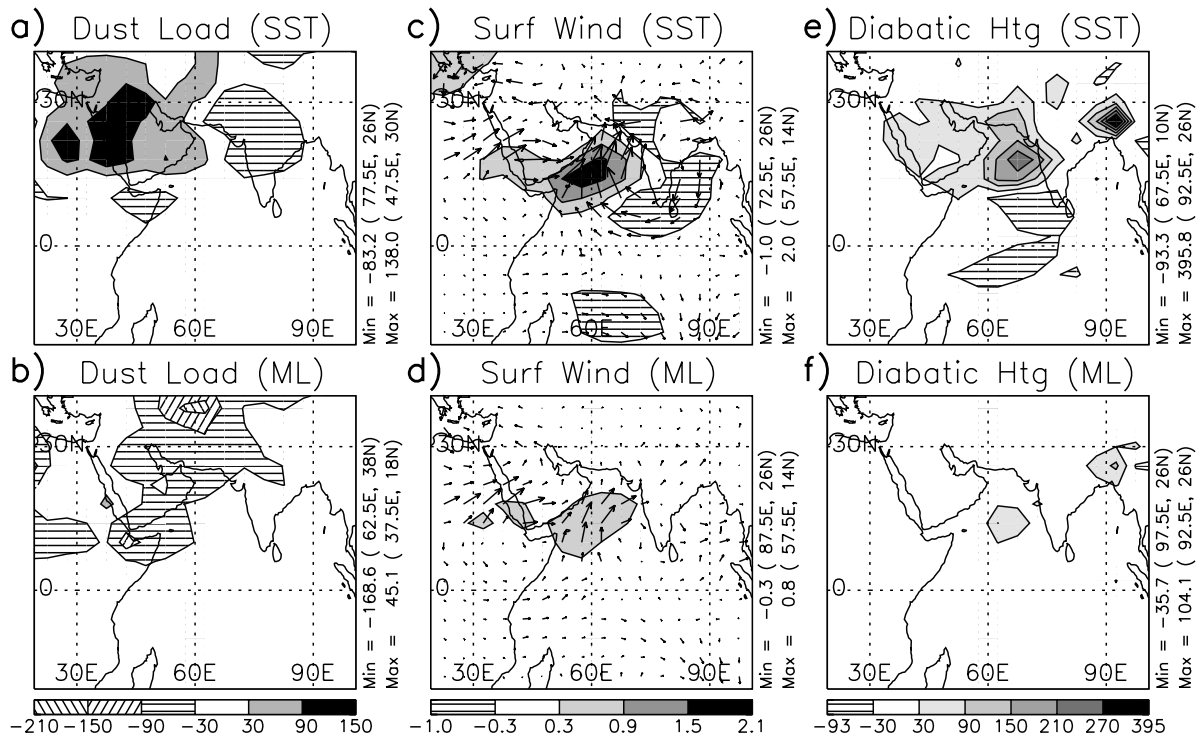 a) Dust Load (SST)
30N
0
30E 60E 90E
Min = −83.2 ( 77.5E, 26N)
Max = 138.0 ( 47.5E, 30N)
c) Surf Wind (SST)
30N
0
30E 60E 90E
Min = −1.0 ( 72.5E, 26N)
Max = 2.0 ( 57.5E, 14N)
e) Diabatic Htg (SST)
30N
0
30E 60E 90E
Min = −93.3 ( 67.5E, 10N)
Max = 395.8 ( 92.5E, 26N)
b) Dust Load (ML)
30N
0
30E 60E 90E
Min = −168.6 ( 62.5E, 38N)
Max = 45.1 ( 37.5E, 18N)
−210 −150 −90 −30 30 90 150
d) Surf Wind (ML)
30N
0
30E 60E 90E
Min = −0.3 ( 87.5E, 26N)
Max = 0.8 ( 57.5E, 14N)
−1.0 −0.3 0.3 0.9 1.5 2.1
f) Diabatic Htg (ML)
30N
0
30E 60E 90E
Min = −35.7 ( 97.5E, 26N)
Max = 104.1 ( 92.5E, 26N)
−93 −30 30 90 150 210 270 395